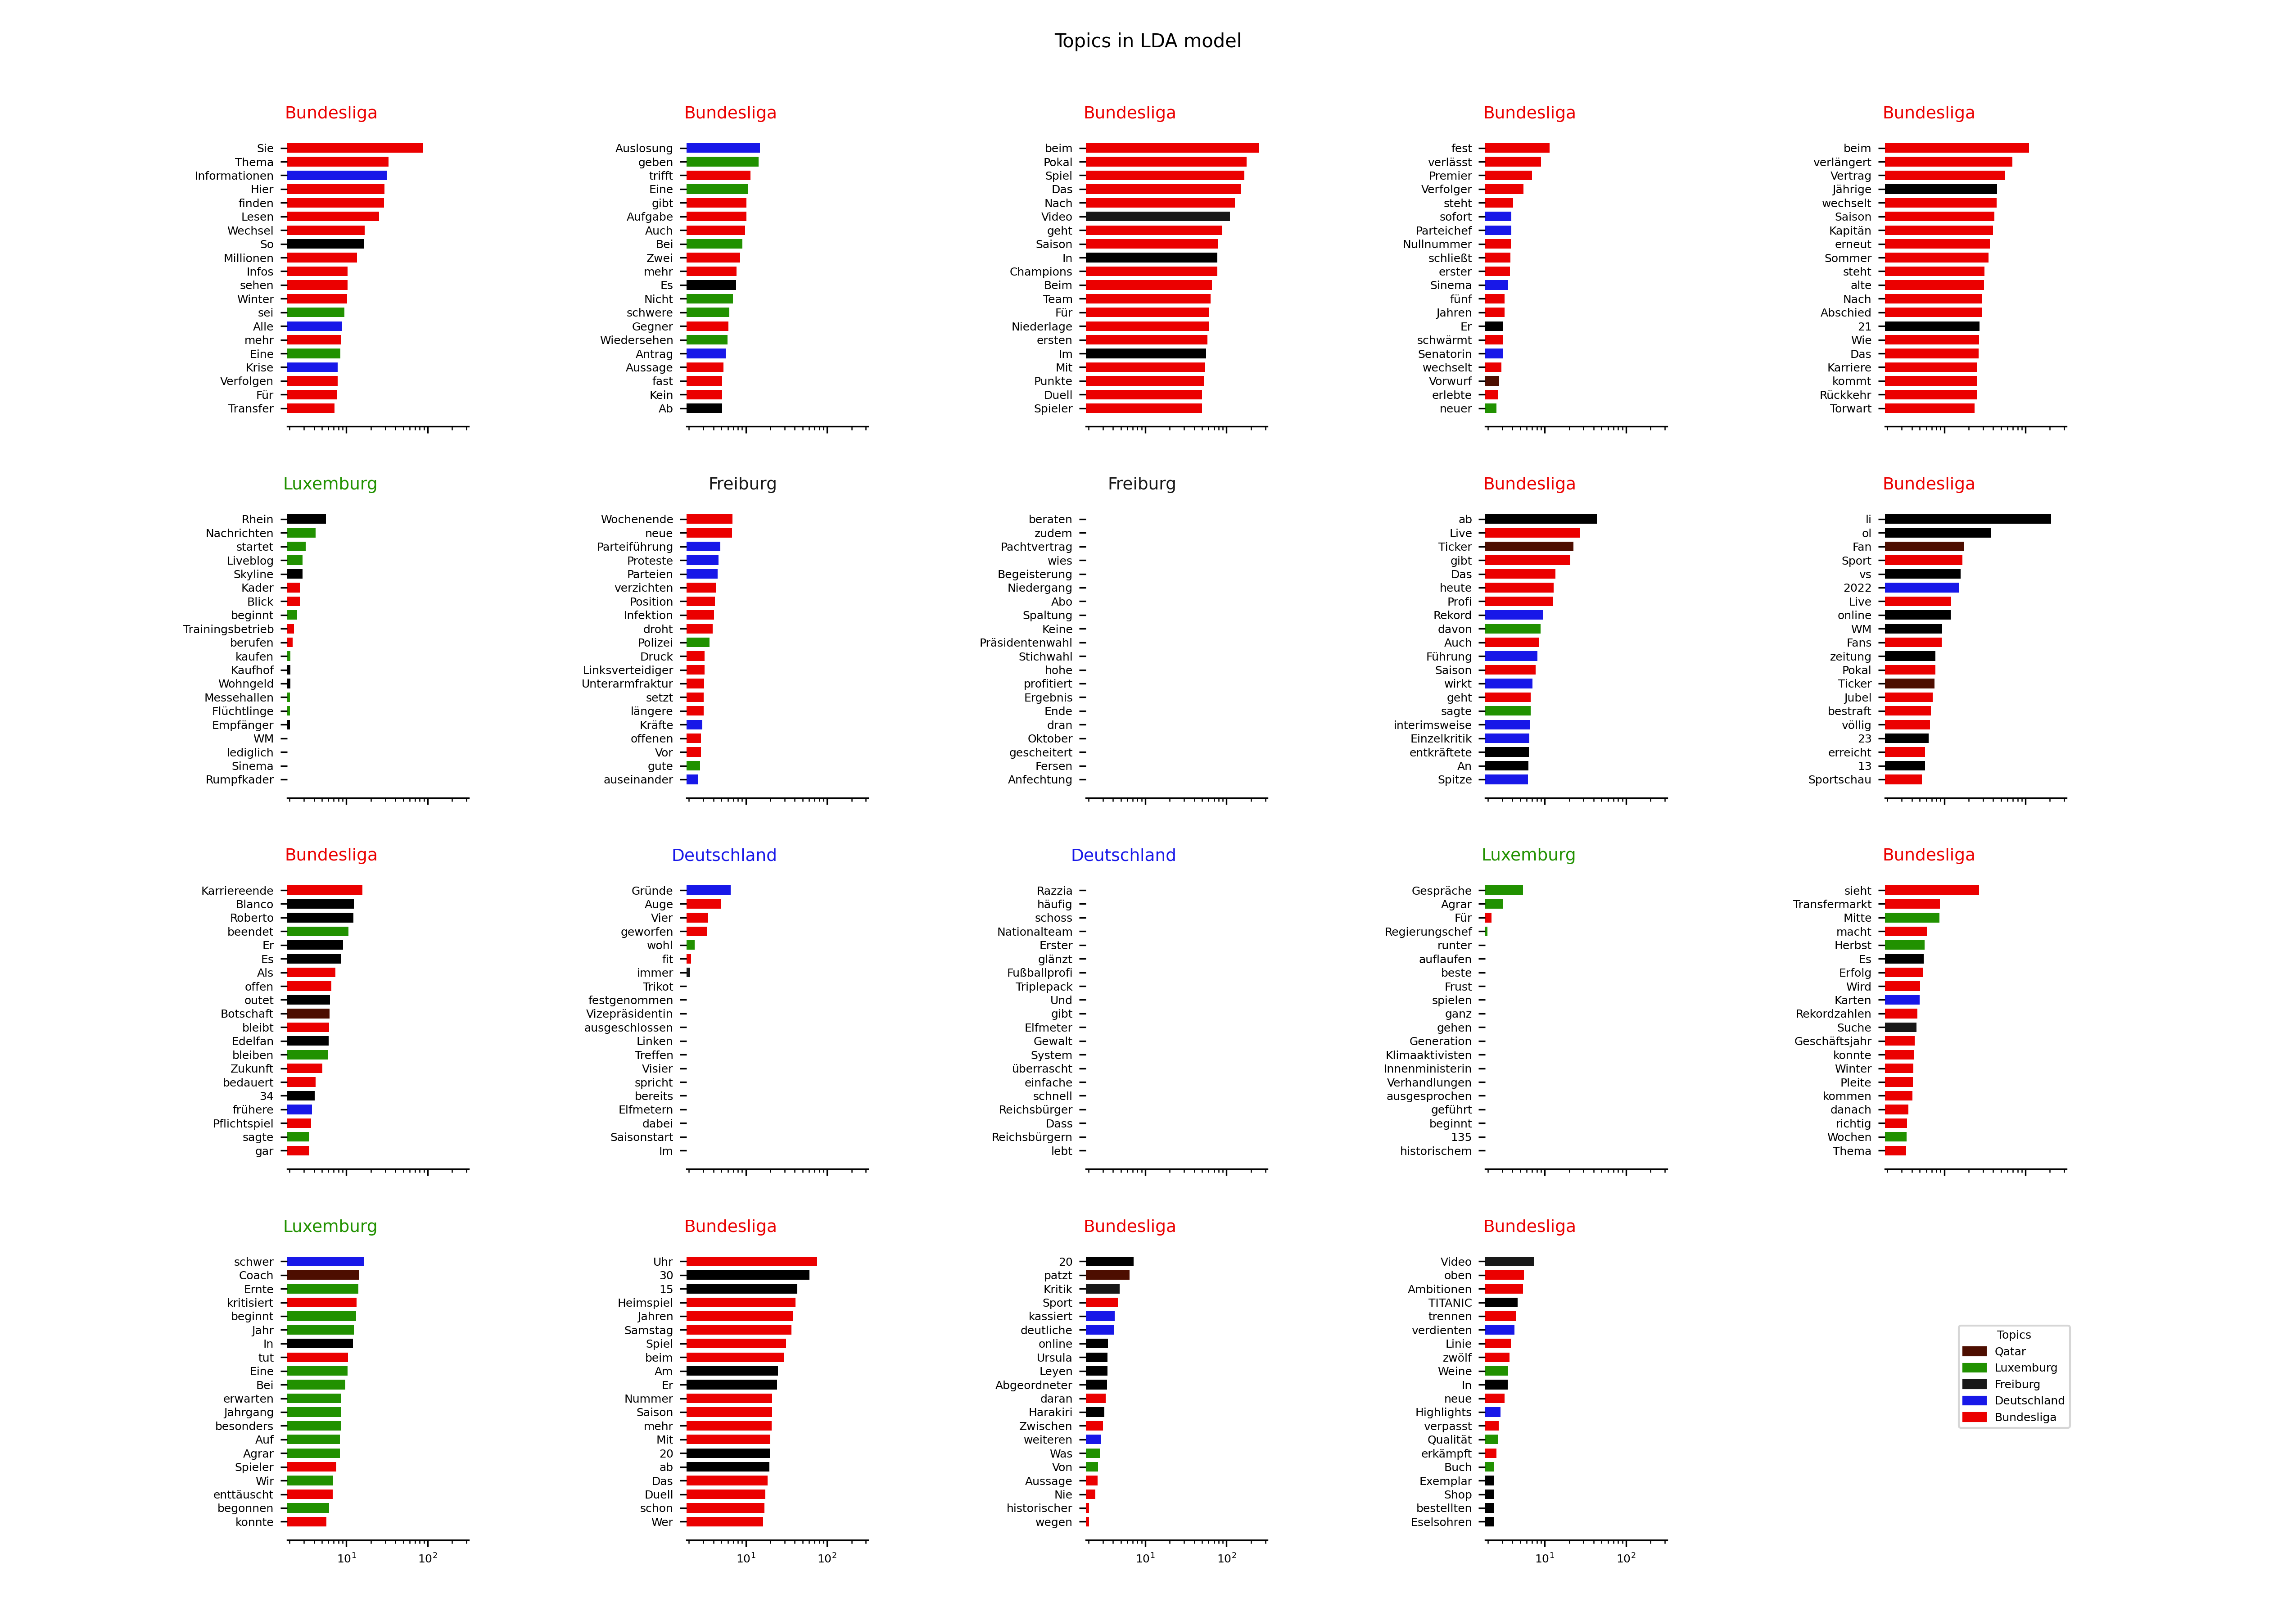 Topics in LDA model
Bundesliga
Sie
Thema
Informationen
Hier
finden
Lesen
Wechsel
So
Millionen
Infos
sehen
Winter
sei
Alle
mehr
Eine
Krise
Verfolgen
Für
Transfer
Bundesliga
Auslosung
geben
trifft
Eine
gibt
Aufgabe
Auch
Bei
Zwei
mehr
Es
Nicht
schwere
Gegner
Wiedersehen
Antrag
Aussage
fast
Kein
Ab
Bundesliga
beim
Pokal
Spiel
Das
Nach
Video
geht
Saison
In
Champions
Beim
Team
Für
Niederlage
ersten
Im
Mit
Punkte
Duell
Spieler
Bundesliga
fest
verlässt
Premier
Verfolger
steht
sofort
Parteichef
Nullnummer
schließt
erster
Sinema
fünf
Jahren
Er
schwärmt
Senatorin
wechselt
Vorwurf
erlebte
neuer
Bundesliga
beim
verlängert
Vertrag
Jährige
wechselt
Saison
Kapitän
erneut
Sommer
steht
alte
Nach
Abschied
21
Wie
Das
Karriere
kommt
Rückkehr
Torwart
Luxemburg
Rhein
Nachrichten
startet
Liveblog
Skyline
Kader
Blick
beginnt
Trainingsbetrieb
berufen
kaufen
Kaufhof
Wohngeld
Messehallen
Flüchtlinge
Empfänger
WM
lediglich
Sinema
Rumpfkader
Freiburg
Wochenende
neue
Parteiführung
Proteste
Parteien
verzichten
Position
Infektion
droht
Polizei
Druck
Linksverteidiger
Unterarmfraktur
setzt
längere
Kräfte
offenen
Vor
gute
auseinander
Freiburg
beraten
zudem
Pachtvertrag
wies
Begeisterung
Niedergang
Abo
Spaltung
Keine
Präsidentenwahl
Stichwahl
hohe
profitiert
Ergebnis
Ende
dran
Oktober
gescheitert
Fersen
Anfechtung
Bundesliga
ab
Live
Ticker
gibt
Das
heute
Profi
Rekord
davon
Auch
Führung
Saison
wirkt
geht
sagte
interimsweise
Einzelkritik
entkräftete
An
Spitze
Bundesliga
li
ol
Fan
Sport
vs
2022
Live
online
WM
Fans
zeitung
Pokal
Ticker
Jubel
bestraft
völlig
23
erreicht
13
Sportschau
Bundesliga
Karriereende
Blanco
Roberto
beendet
Er
Es
Als
offen
outet
Botschaft
bleibt
Edelfan
bleiben
Zukunft
bedauert
34
frühere
Pflichtspiel
sagte
gar
Deutschland
Gründe
Auge
Vier
geworfen
wohl
fit
immer
Trikot
festgenommen
Vizepräsidentin
ausgeschlossen
Linken
Treffen
Visier
spricht
bereits
Elfmetern
dabei
Saisonstart
Im
Deutschland
Razzia
häufig
schoss
Nationalteam
Erster
glänzt
Fußballprofi
Triplepack
Und
gibt
Elfmeter
Gewalt
System
überrascht
einfache
schnell
Reichsbürger
Dass
Reichsbürgern
lebt
Luxemburg
Gespräche
Agrar
Für
Regierungschef
runter
auflaufen
beste
Frust
spielen
ganz
gehen
Generation
Klimaaktivisten
Innenministerin
Verhandlungen
ausgesprochen
geführt
beginnt
135
historischem
Bundesliga
sieht
Transfermarkt
Mitte
macht
Herbst
Es
Erfolg
Wird
Karten
Rekordzahlen
Suche
Geschäftsjahr
konnte
Winter
Pleite
kommen
danach
richtig
Wochen
Thema
Luxemburg
schwer
Coach
Ernte
kritisiert
beginnt
Jahr
In
tut
Eine
Bei
erwarten
Jahrgang
besonders
Auf
Agrar
Spieler
Wir
enttäuscht
begonnen
konnte
10¹ 10²
Bundesliga
Uhr
30
15
Heimspiel
Jahren
Samstag
Spiel
beim
Am
Er
Nummer
Saison
mehr
Mit
20
ab
Das
Duell
schon
Wer
10¹ 10²
Bundesliga
20
patzt
Kritik
Sport
kassiert
deutliche
online
Ursula
Leyen
Abgeordneter
daran
Harakiri
Zwischen
weiteren
Was
Von
Aussage
Nie
historischer
wegen
10¹ 10²
Bundesliga
Video
oben
Ambitionen
TITANIC
trennen
verdienten
Linie
zwölf
Weine
In
neue
Highlights
verpasst
Qualität
erkämpft
Buch
Exemplar
Shop
bestellten
Eselsohren
10¹ 10²
Topics
Qatar
Luxemburg
Freiburg
Deutschland
Bundesliga